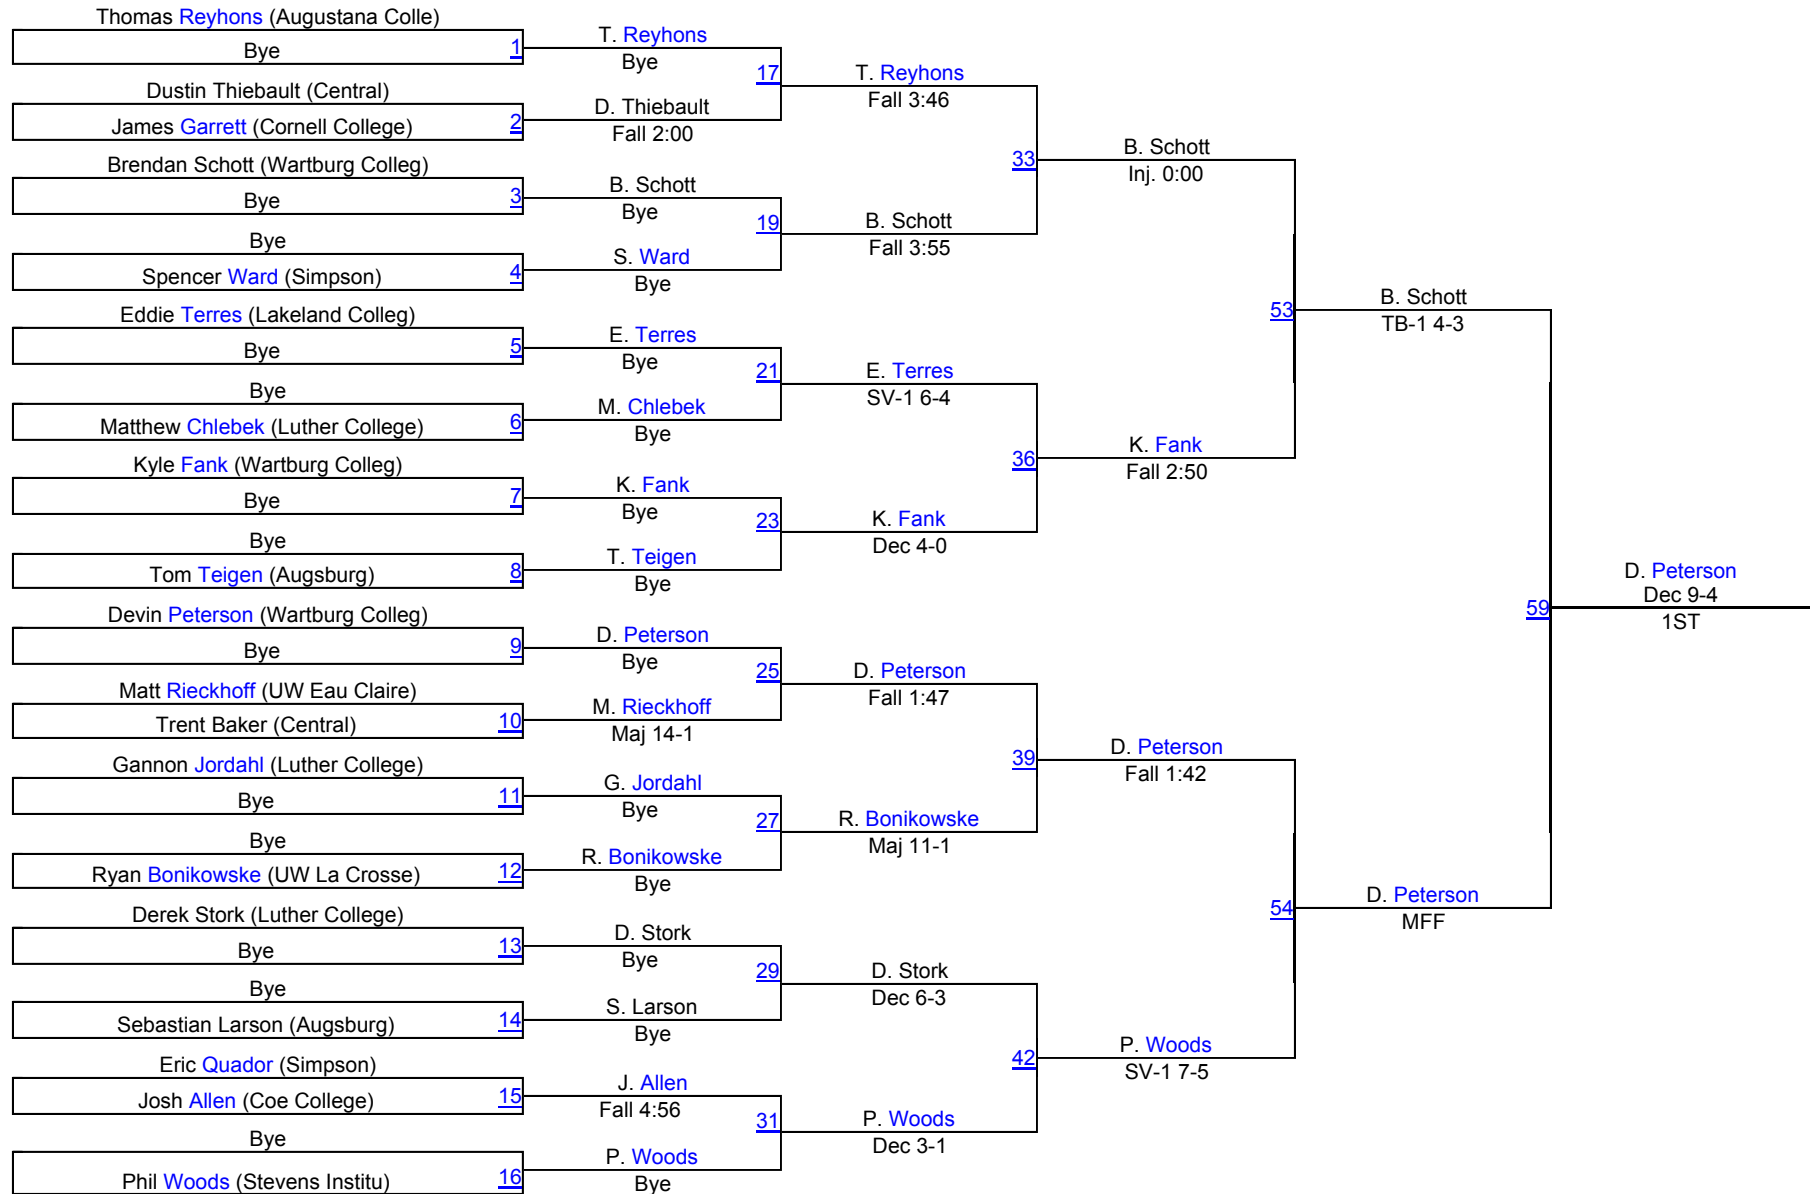 Thomas Reyhons (Augustana Colle)
Bye
1
Dustin Thiebault (Central)
James Garrett (Cornell College)
2
Brendan Schott (Wartburg Colleg)
Bye
3
Bye
Spencer Ward (Simpson)
4
Eddie Terres (Lakeland Colleg)
Bye
5
Bye
Matthew Chlebek (Luther College)
6
Kyle Fank (Wartburg Colleg)
Bye
7
Bye
Tom Teigen (Augsburg)
8
Devin Peterson (Wartburg Colleg)
Bye
9
Matt Rieckhoff (UW Eau Claire)
Trent Baker (Central)
10
Gannon Jordahl (Luther College)
Bye
11
Bye
Ryan Bonikowske (UW La Crosse)
12
Derek Stork (Luther College)
Bye
13
Bye
Sebastian Larson (Augsburg)
14
Eric Quador (Simpson)
Josh Allen (Coe College)
15
Bye
Phil Woods (Stevens Institu)
16
T. Reyhons
Bye
17
D. Thiebault
Fall 2:00
B. Schott
Bye
19
S. Ward
Bye
E. Terres
Bye
21
M. Chlebek
Bye
K. Fank
Bye
23
T. Teigen
Bye
D. Peterson
Bye
25
M. Rieckhoff
Maj 14-1
G. Jordahl
Bye
27
R. Bonikowske
Bye
D. Stork
Bye
29
S. Larson
Bye
J. Allen
Fall 4:56
31
P. Woods
Bye
T. Reyhons
Fall 3:46
33
B. Schott
Fall 3:55
E. Terres
SV-1 6-4
36
K. Fank
Dec 4-0
D. Peterson
Fall 1:47
39
R. Bonikowske
Maj 11-1
D. Stork
Dec 6-3
42
P. Woods
Dec 3-1
B. Schott
Inj. 0:00
53
K. Fank
Fall 2:50
D. Peterson
Fall 1:42
54
P. Woods
SV-1 7-5
B. Schott
TB-1 4-3
59
D. Peterson
MFF
D. Peterson
Dec 9-4
1ST